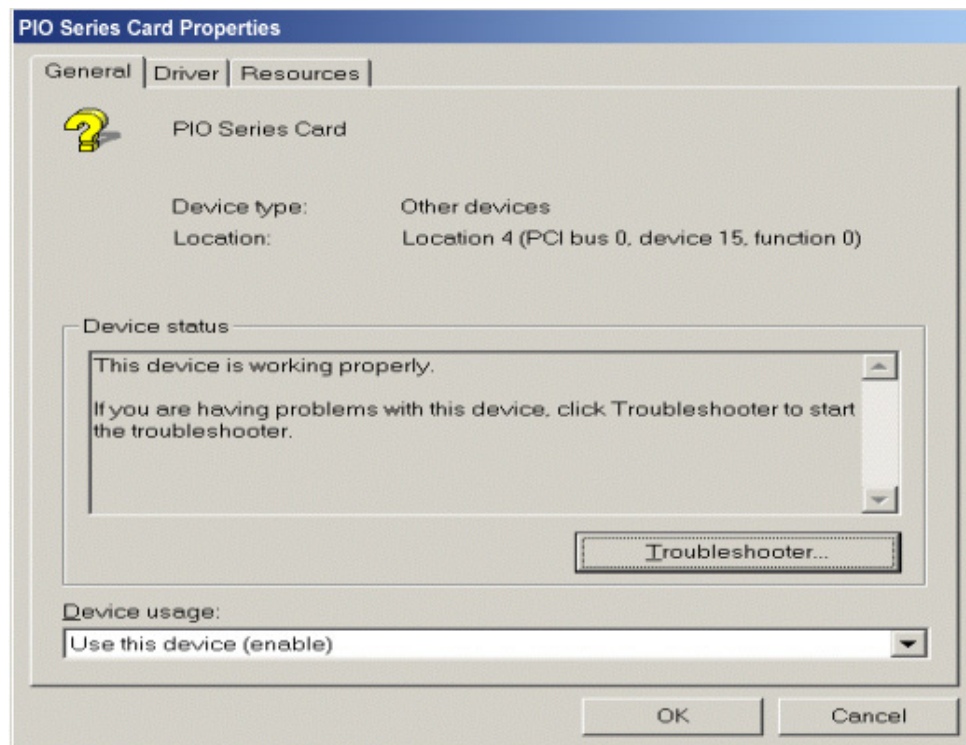 PIO Series Card Properties
General Driver Resources
PIO Series Card
Device type: Other devices
Location: Location 4 (PCI bus 0, device 15, function 0)
Device status
This device is working properly.
If you are having problems with this device, click Troubleshooter to start
the troubleshooter.
Troubleshooter...
Device usage:
Use this device (enable)
OK Cancel